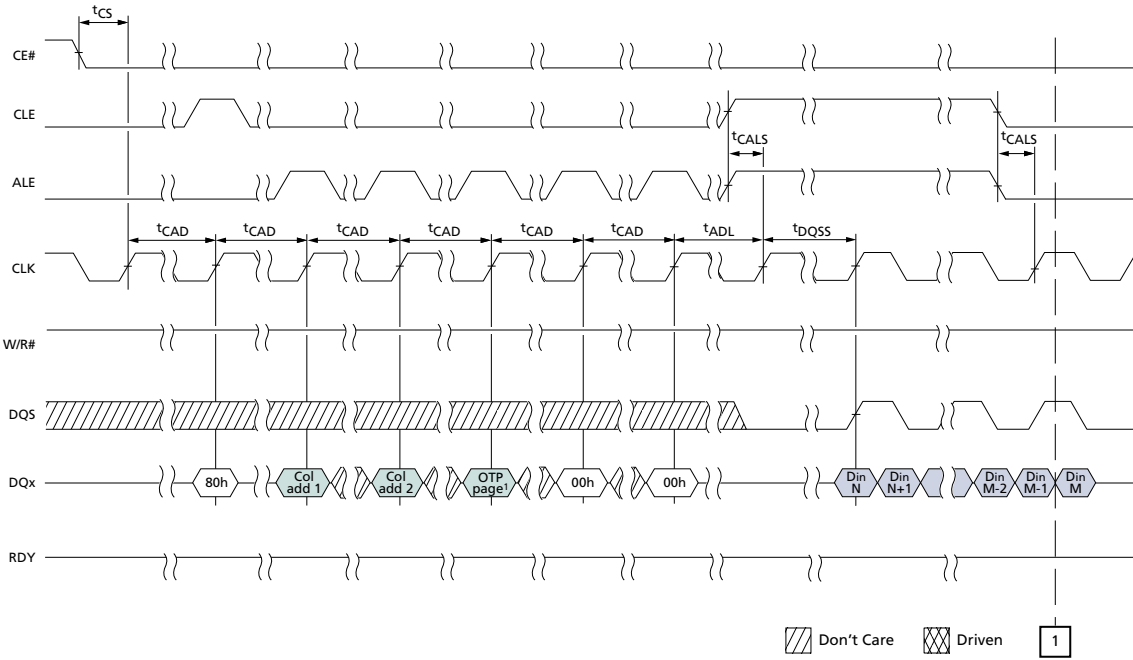 tCS
CE#
CLE
tCALS tCALS
ALE
tCAD tCAD tCAD tCAD tCAD tCAD tADL tDQSS
CLK
W/R#
DQS
DQx 80h Col add 1 Col add 2 OTP page1 00h 00h Din N Din N+1 Din M-2 Din M-1 Din M
RDY
Don't Care Driven 1